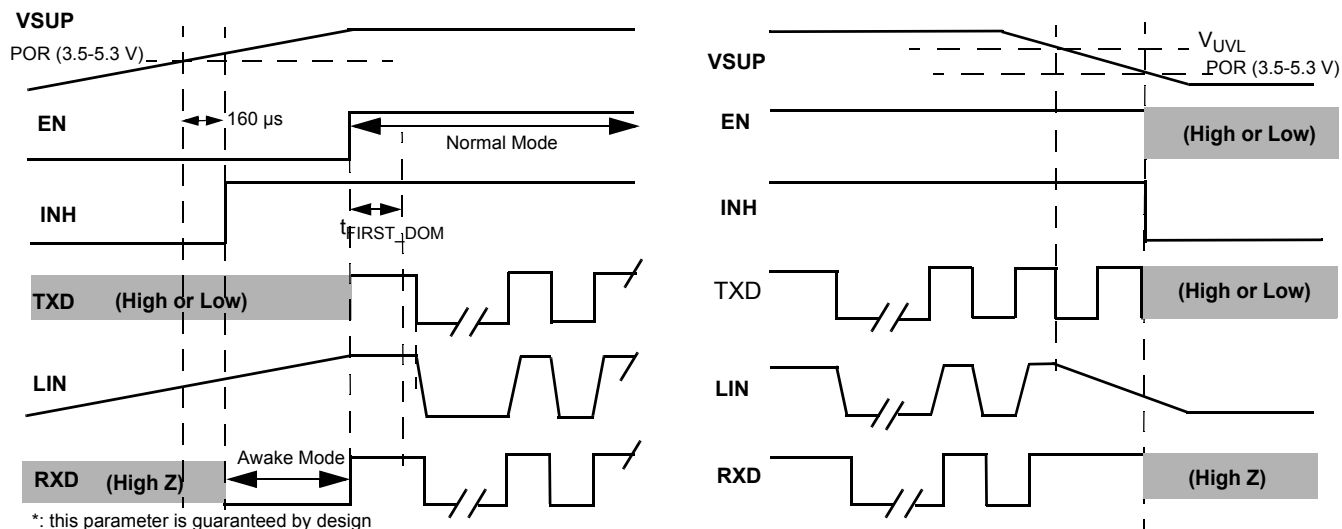 VSUP
POR (3.5-5.3 V)
EN
160 µs
Normal Mode
INH
tFIRST_DOM
TXD (High or Low)
LIN
RXD (High Z)
Awake Mode
*: this parameter is guaranteed by design
VSUP
VUVL
POR (3.5-5.3 V)
EN
(High or Low)
INH
TXD
(High or Low)
LIN
RXD
(High Z)